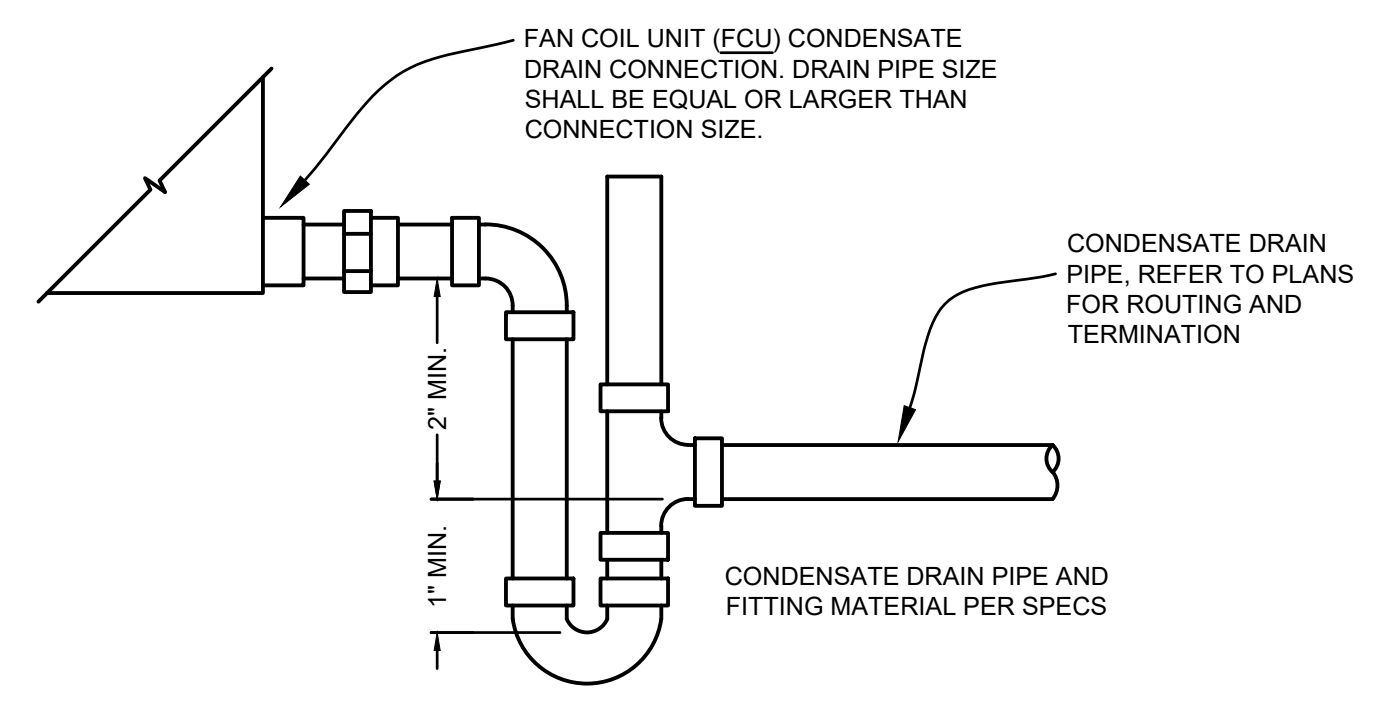 FAN COIL UNIT (FCU) CONDENSATE
DRAIN CONNECTION. DRAIN PIPE SIZE
SHALL BE EQUAL OR LARGER THAN
CONNECTION SIZE.
CONDENSATE DRAIN
PIPE, REFER TO PLANS
FOR ROUTING AND
TERMINATION
2" MIN.
1" MIN.
CONDENSATE DRAIN PIPE AND
FITTING MATERIAL PER SPECS